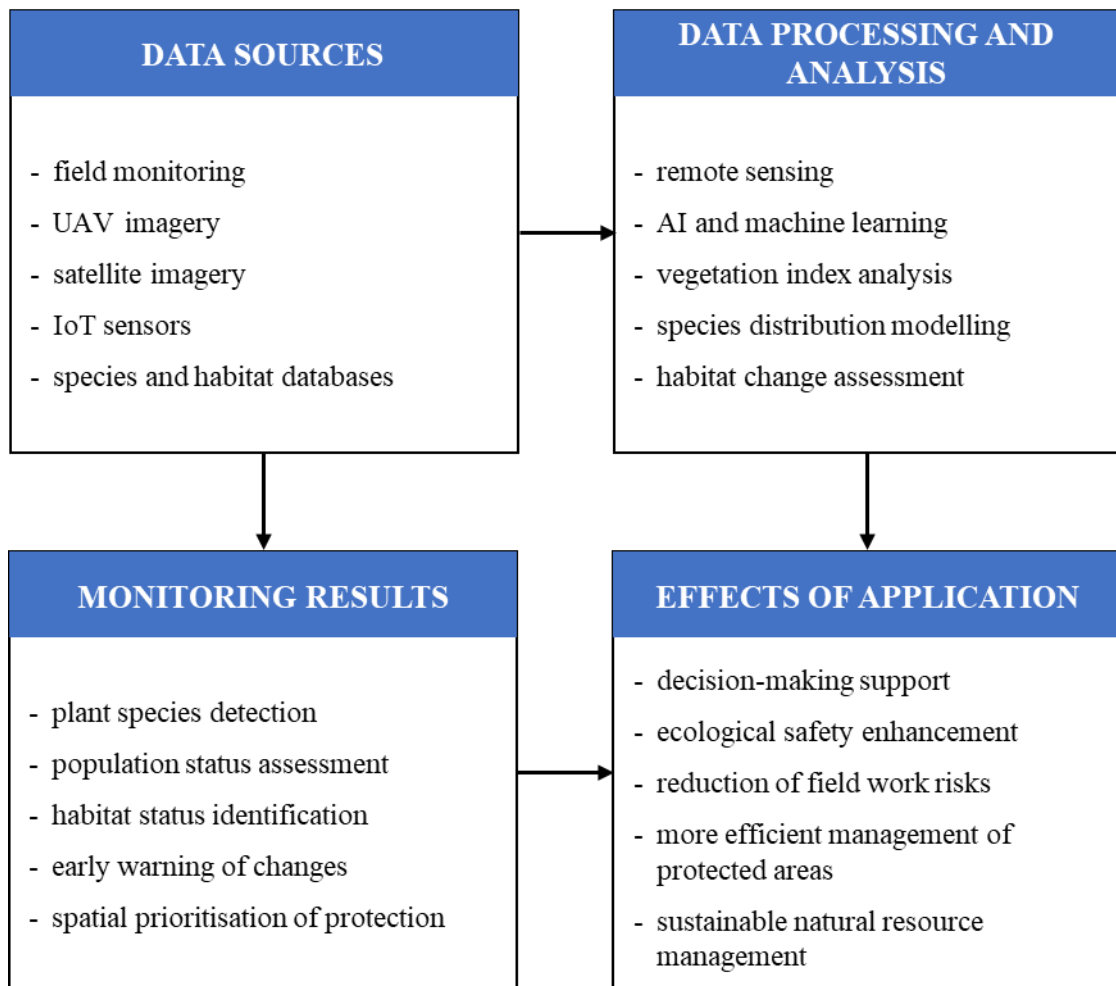 DATA SOURCES
- field monitoring
- UAV imagery
- satellite imagery
- IoT sensors
- species and habitat databases
DATA PROCESSING AND
ANALYSIS
- remote sensing
- AI and machine learning
- vegetation index analysis
- species distribution modelling
- habitat change assessment
MONITORING RESULTS
- plant species detection
- population status assessment
- habitat status identification
- early warning of changes
- spatial prioritisation of protection
EFFECTS OF APPLICATION
- decision-making support
- ecological safety enhancement
- reduction of field work risks
- more efficient management of
protected areas
- sustainable natural resource
management